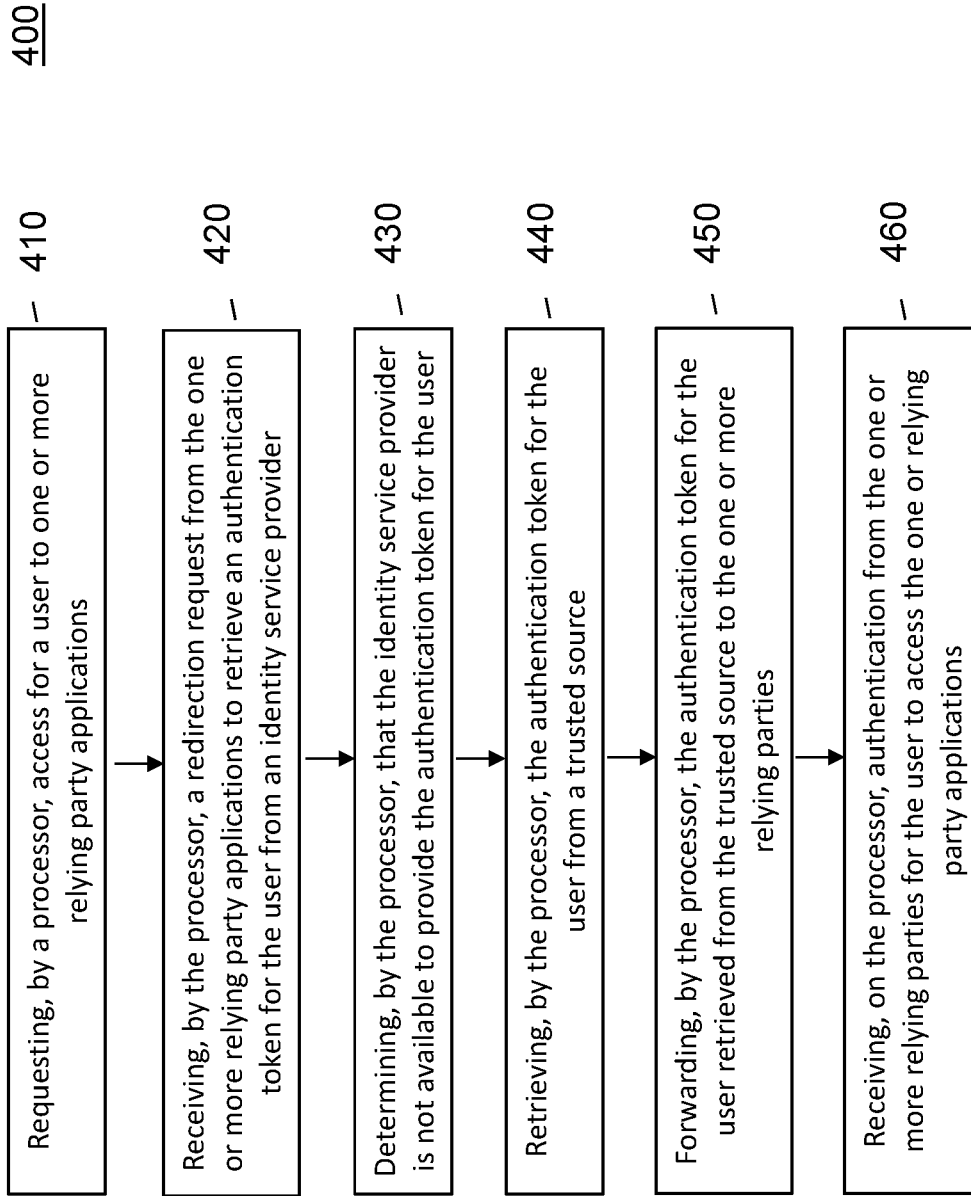 400
Requesting, by a processor, access for a user to one or more
relying party applications
410
Receiving, by the processor, a redirection request from the one
or more relying party applications to retrieve an authentication
token for the user from an identity service provider
420
Determining, by the processor, that the identity service provider
is not available to provide the authentication token for the user
430
Retrieving, by the processor, the authentication token for the
user from a trusted source
440
Forwarding, by the processor, the authentication token for the
user retrieved from the trusted source to the one or more
relying parties
450
Receiving, on the processor, authentication from the one or
more relying parties for the user to access the one or relying
party applications
460